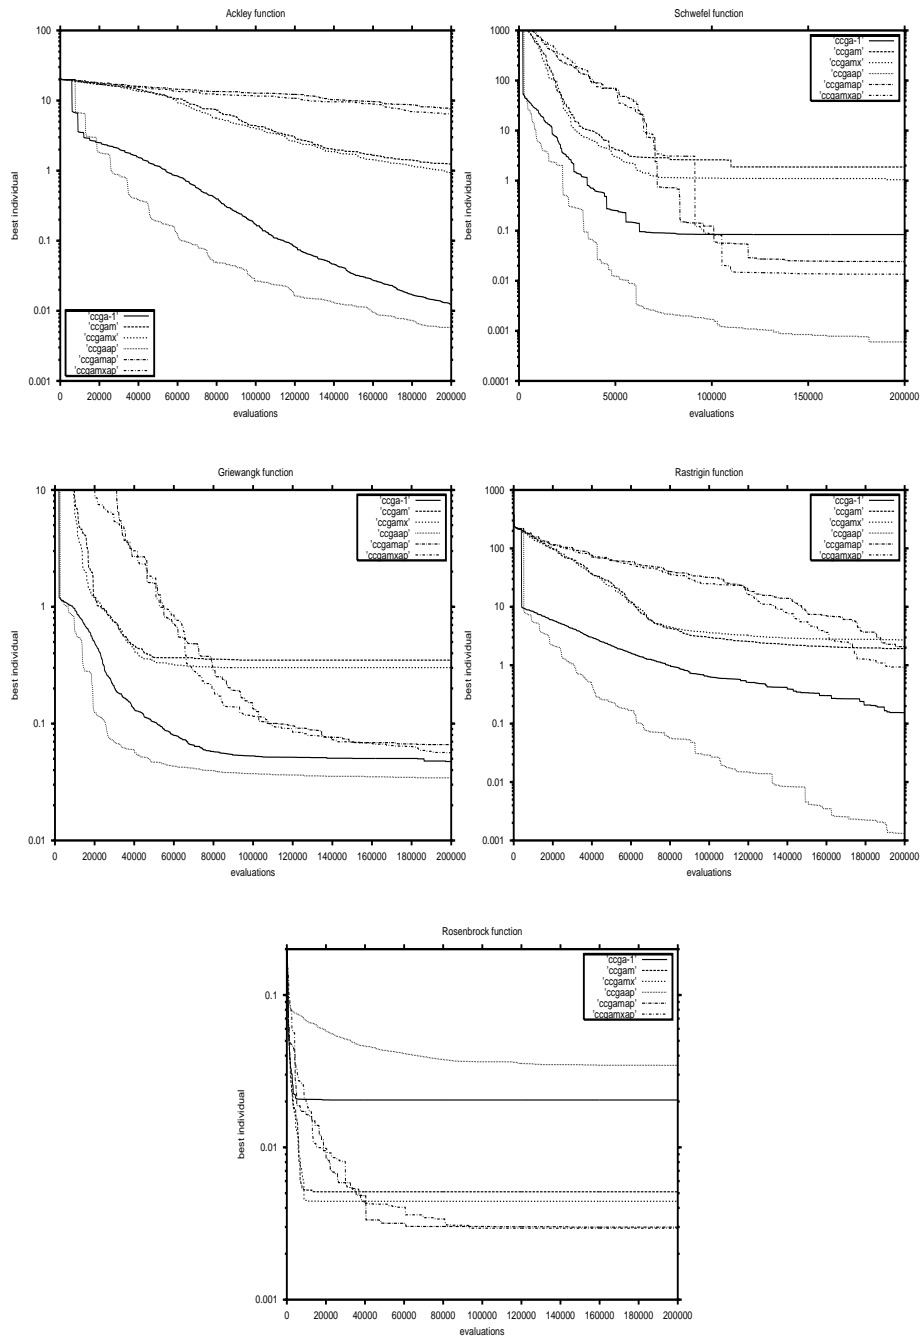 Ackley function
100
10
1
0.1
0.01
0.001
best individual
'ccga-1'
'ccgam'
'ccgamx'
'ccgaap'
'ccgamap'
'ccgamxap'
0 20000 40000 60000 80000 100000 120000 140000 160000 180000 200000
evaluations
Schwefel function
1000
100
10
1
0.1
0.01
0.001
0.0001
best individual
'ccga-1'
'ccgam'
'ccgamx'
'ccgaap'
'ccgamap'
'ccgamxap'
0 50000 100000 150000 200000
evaluations
Griewangk function
10
1
0.1
0.01
best individual
'ccga-1'
'ccgam'
'ccgamx'
'ccgaap'
'ccgamap'
'ccgamxap'
0 20000 40000 60000 80000 100000 120000 140000 160000 180000 200000
evaluations
Rastrigin function
1000
100
10
1
0.1
0.01
0.001
best individual
'ccga-1'
'ccgam'
'ccgamx'
'ccgaap'
'ccgamap'
'ccgamxap'
0 20000 40000 60000 80000 100000 120000 140000 160000 180000 200000
evaluations
Rosenbrock function
0.1
0.01
0.001
best individual
'ccga-1'
'ccgam'
'ccgamx'
'ccgaap'
'ccgamap'
'ccgamxap'
0 20000 40000 60000 80000 100000 120000 140000 160000 180000 200000
evaluations